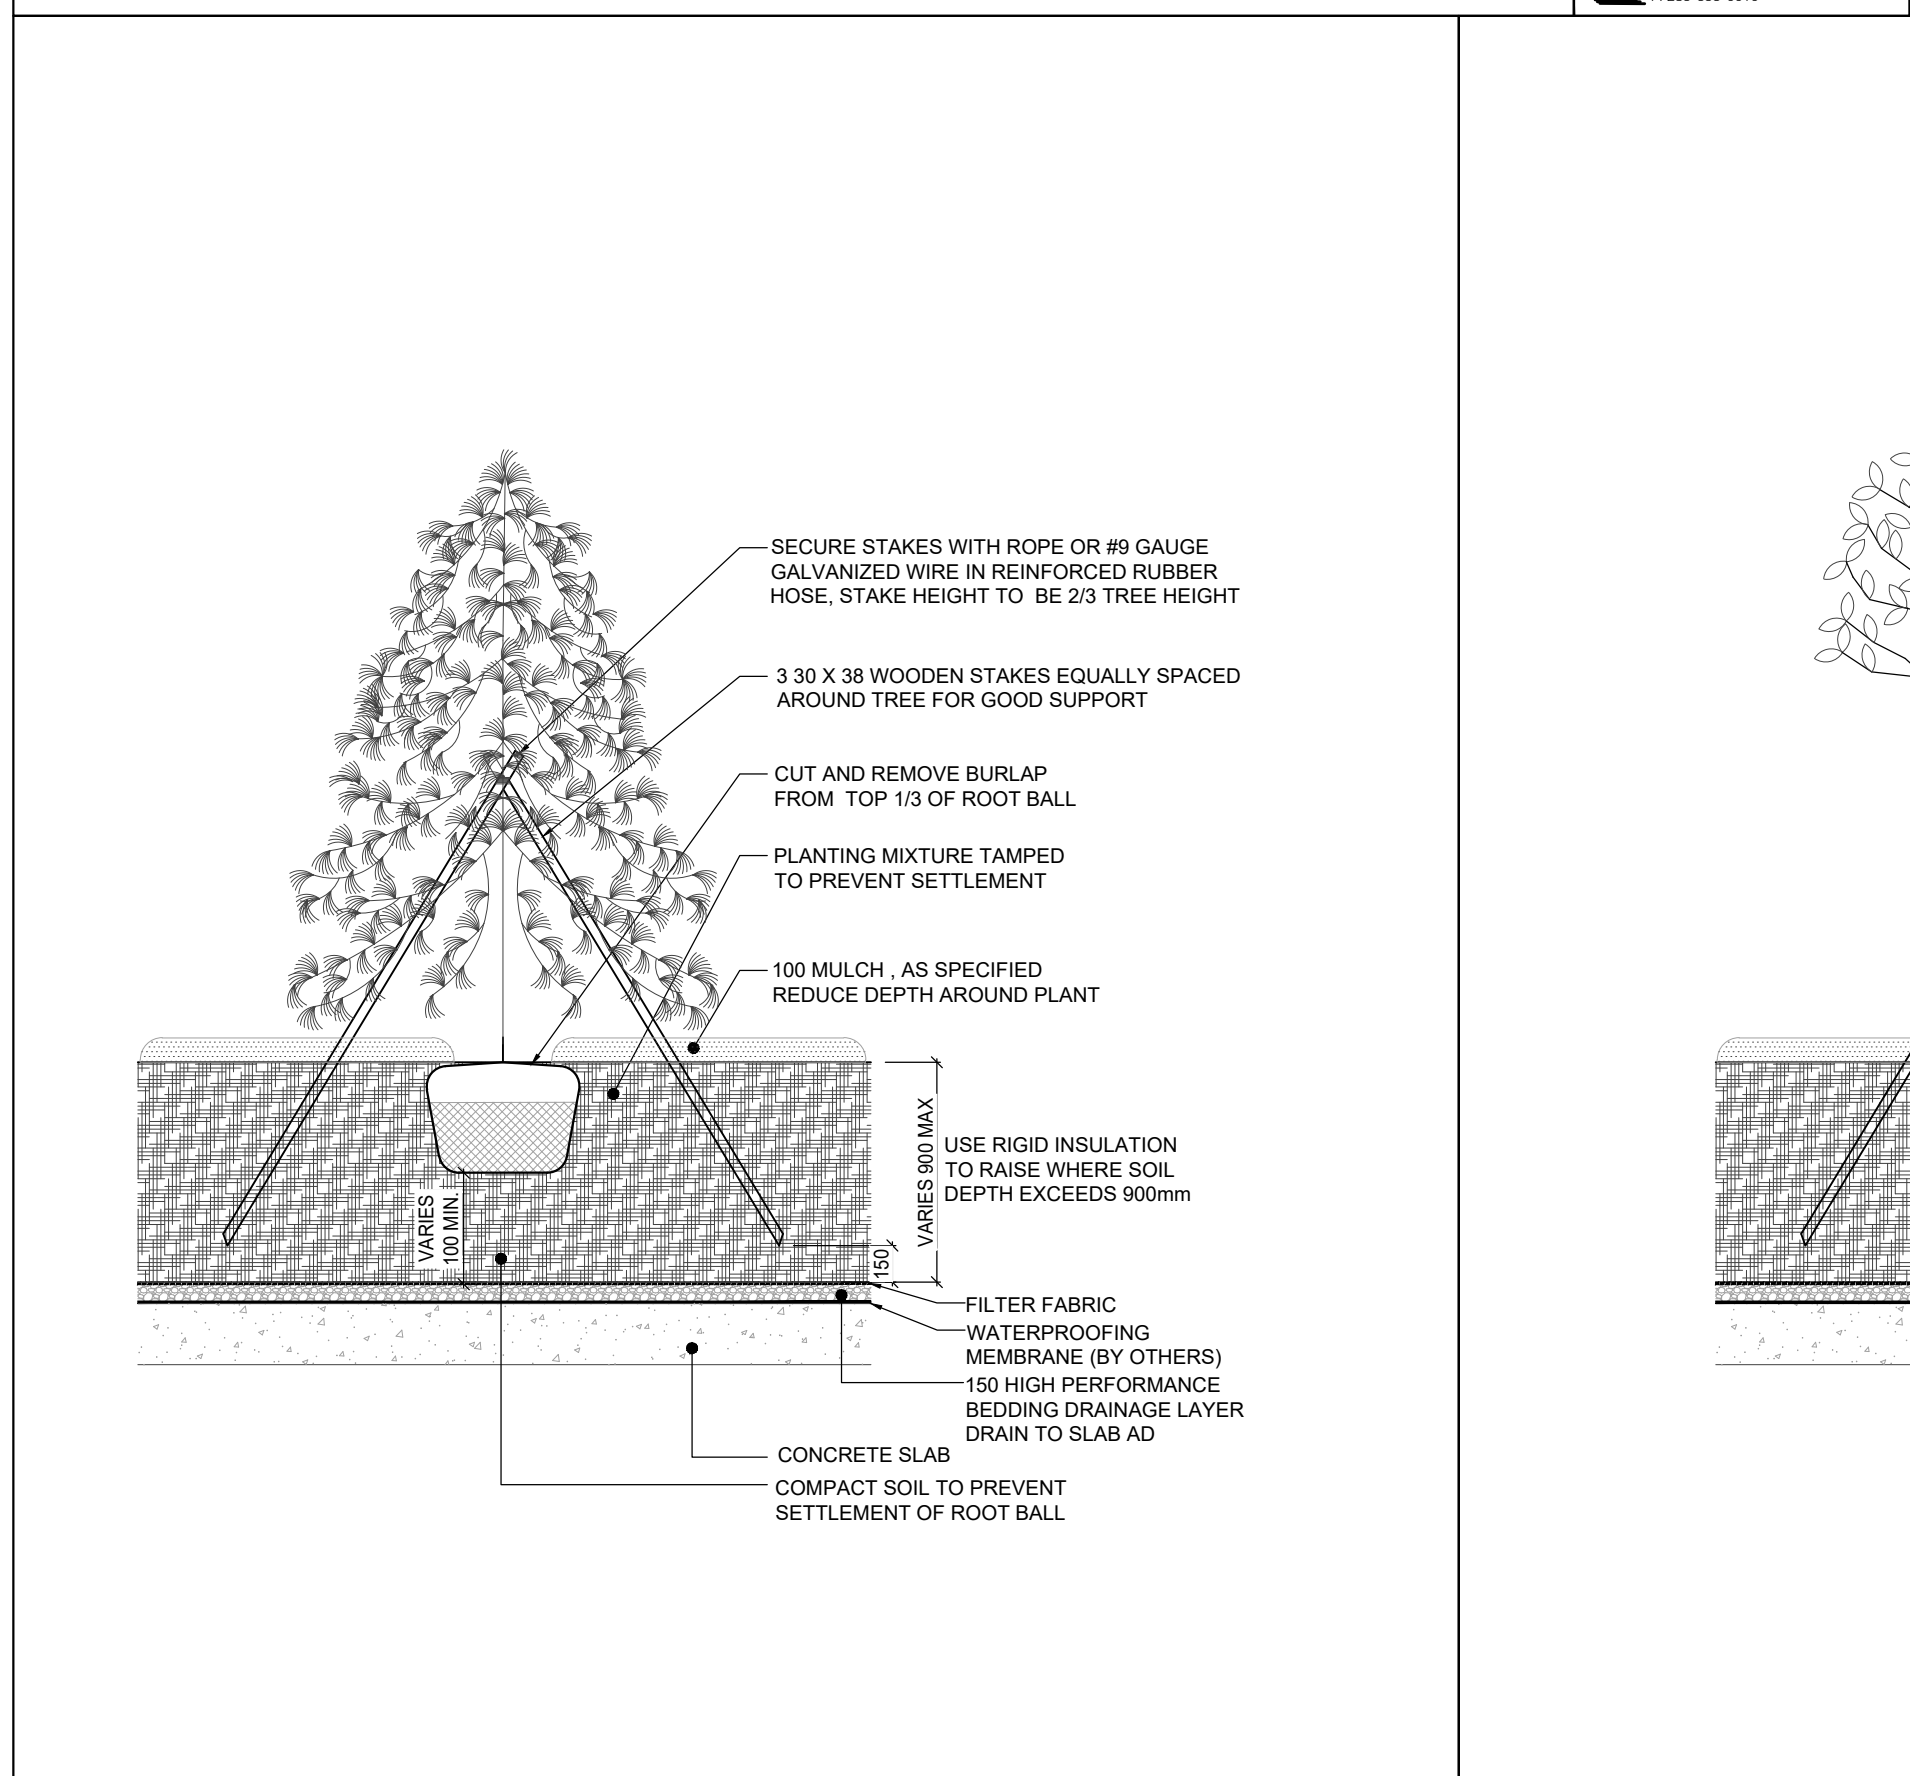 SECURE STAKES WITH ROPE OR #9 GAUGE
GALVANIZED WIRE IN REINFORCED RUBBER
HOSE, STAKE HEIGHT TO BE 2/3 TREE HEIGHT
3 30 X 38 WOODEN STAKES EQUALLY SPACED
AROUND TREE FOR GOOD SUPPORT
CUT AND REMOVE BURLAP
FROM TOP 1/3 OF ROOT BALL
PLANTING MIXTURE TAMPED
TO PREVENT SETTLEMENT
100 MULCH , AS SPECIFIED
REDUCE DEPTH AROUND PLANT
VARIES 900 MAX
USE RIGID INSULATION
TO RAISE WHERE SOIL
DEPTH EXCEEDS 900mm
VARIES
100 MIN.
150
FILTER FABRIC
WATERPROOFING
MEMBRANE (BY OTHERS)
150 HIGH PERFORMANCE
BEDDING DRAINAGE LAYER
DRAIN TO SLAB AD
CONCRETE SLAB
COMPACT SOIL TO PREVENT
SETTLEMENT OF ROOT BALL